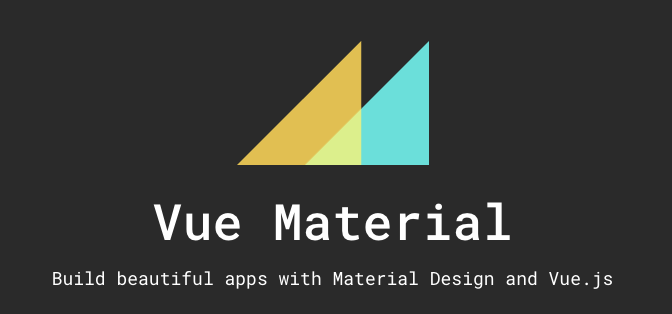 Vue Material
Build beautiful apps with Material Design and Vue.js